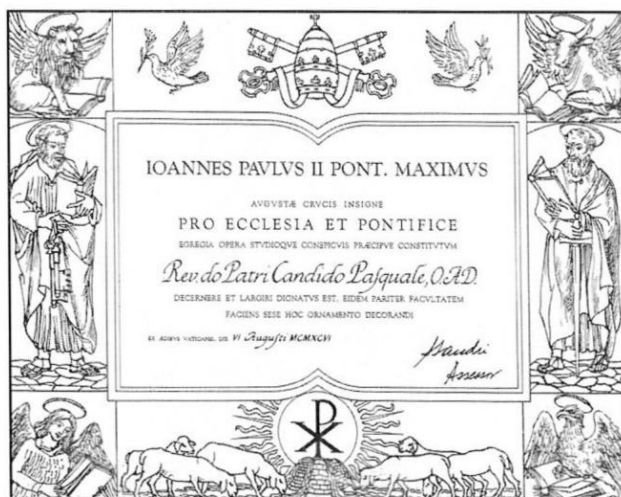 IOANNES PAVLVS II PONT. MAXIMVS
AVGVSTÆ CRVCIS INSIGNE
PRO ECCLESIA ET PONTIFICE
EGREGIA OPERA STVDIOQVE CONSPICVIS PRÆCIPVE CONSTITVTVM
Rev.do Patri Candido Pasquale, O.A.D.
DECERNERE ET LARGIRI DIGNATVS EST, EIDEM PARITER FACVLTATEM
FACIENS SESE HOC ORNAMENTO DECORANDI
EX ÆDIBVS VATICANIS, DIE VI Augusti MCMXCVI
Assessor